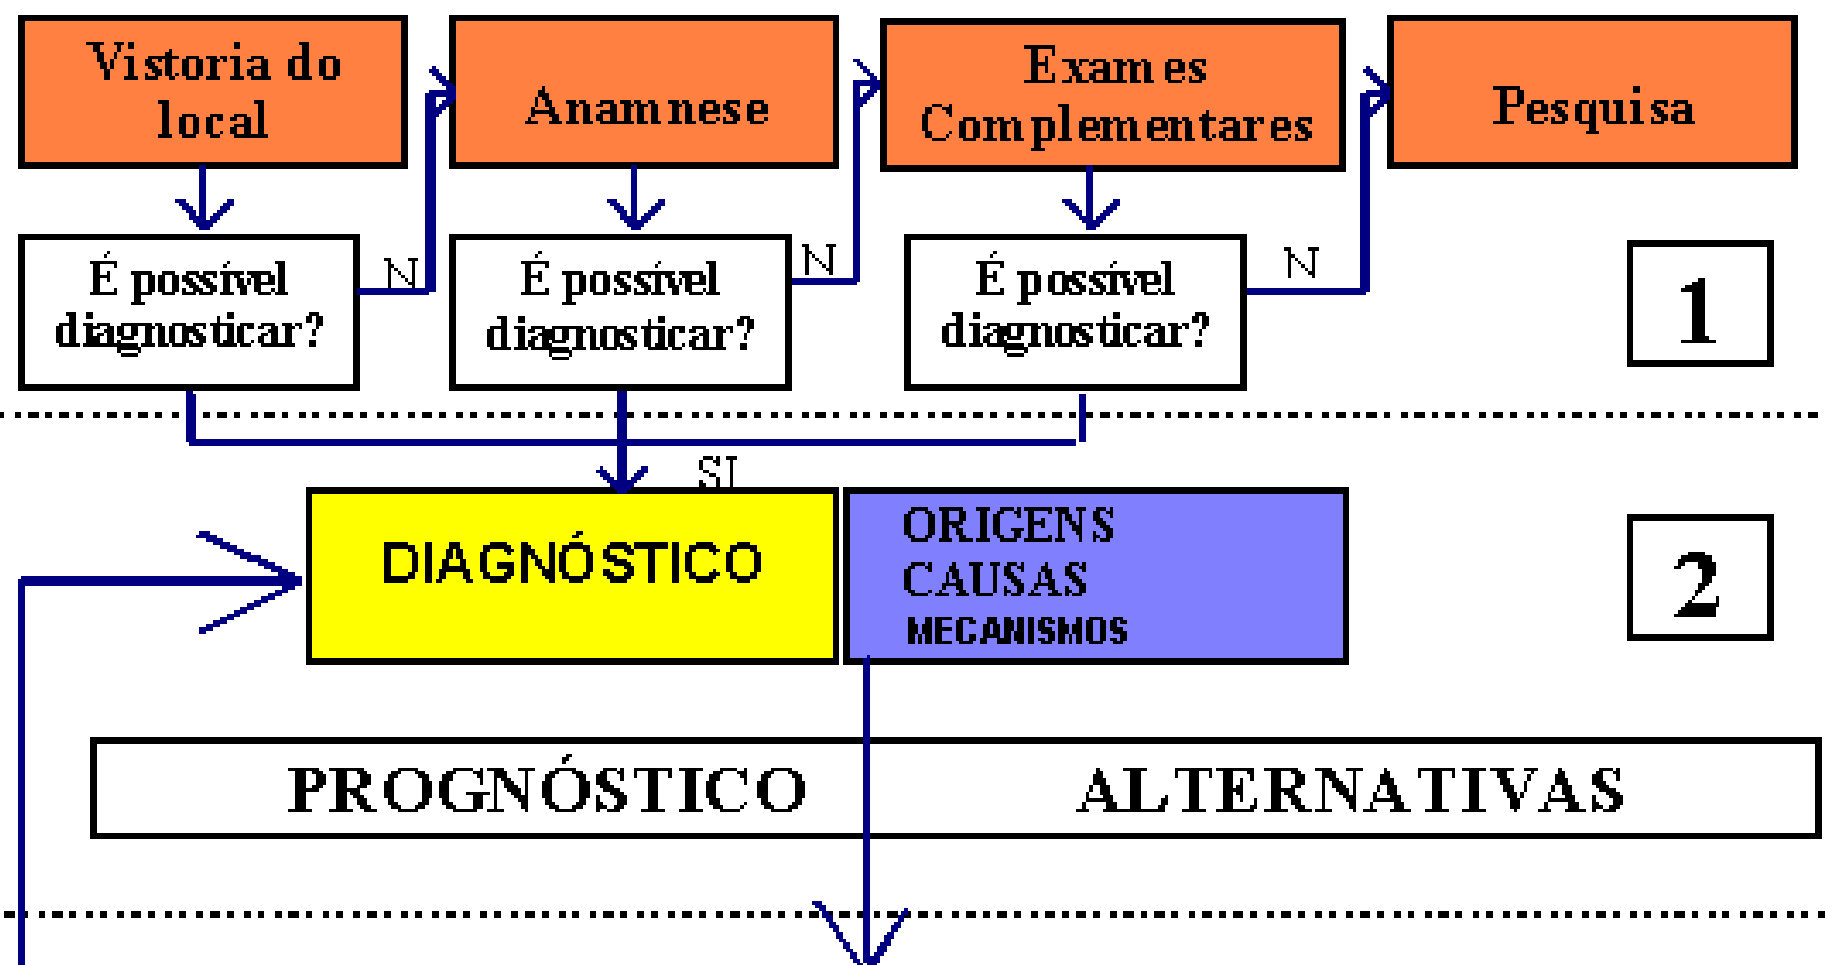 Vistoria do
local
Anamnese
Exames
Complementares
Pesquisa
É possível
diagnosticar?
N
É possível
diagnosticar?
N
É possível
diagnosticar?
N
1
SI
DIAGNÓSTICO
ORIGENS
CAUSAS
MECANISMOS
2
PROGNÓSTICO
ALTERNATIVAS